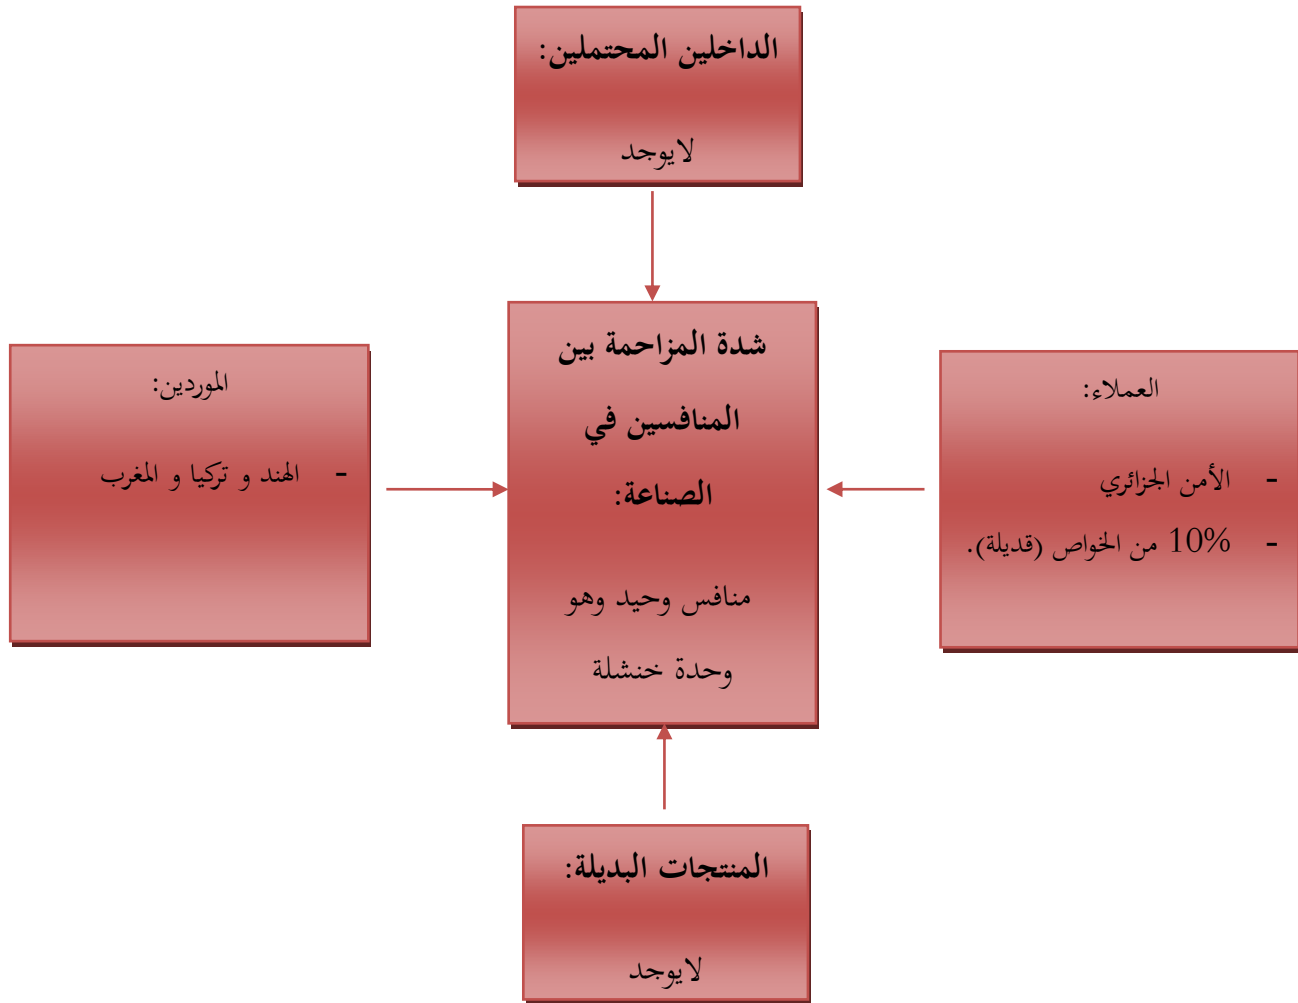 الداخلين المحتملين:
لايوجد
العملاء:
- الأمن الجزائري
- 10% من الخواص (قديلة).
شدة المزاحمة بين
المنافسين في
الصناعة:
منافس وحيد وهو
وحدة خنشلة
الموردين:
- الهند و تركيا و المغرب
المنتجات البديلة:
لايوجد